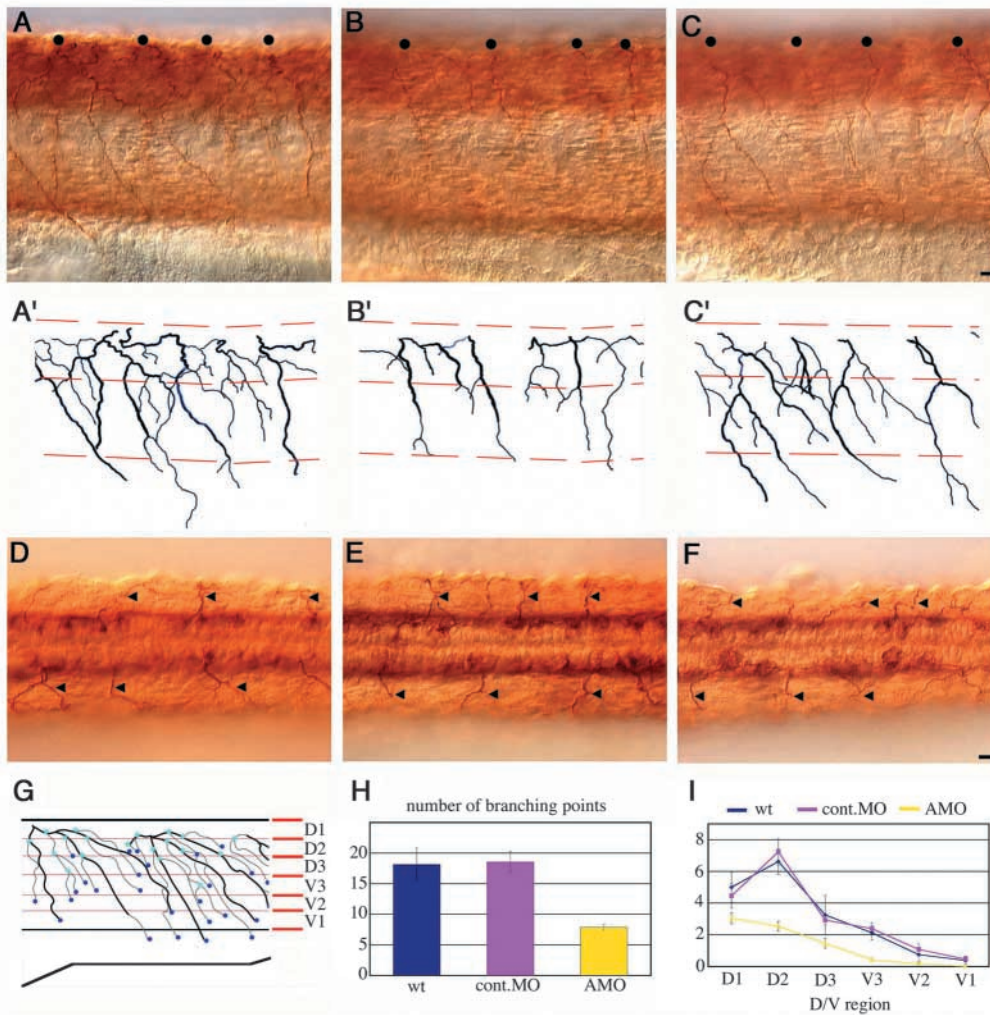 A
B
C
A'
B'
C'
D
E
F
G
D1
D2
D3
V3
V2
V1
H
number of branching points
20
15
10
5
0
wt
cont.MO
AMO
I
wt
cont.MO
AMO
8
6
4
2
0
D1
D2
D3
V3
V2
V1
D/V region